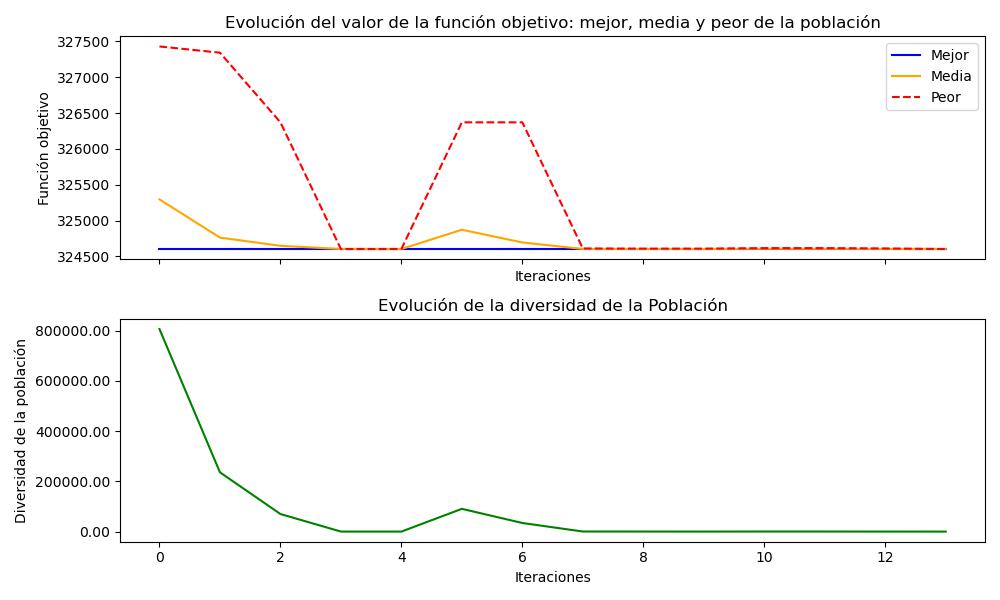 Evolución del valor de la función objetivo: mejor, media y peor de la población
327500
327000
326500
326000
325500
325000
324500
Función objetivo
Mejor
Media
Peor
Iteraciones
Evolución de la diversidad de la Población
800000.00
600000.00
400000.00
200000.00
0.00
Diversidad de la población
0 2 4 6 8 10 12
Iteraciones